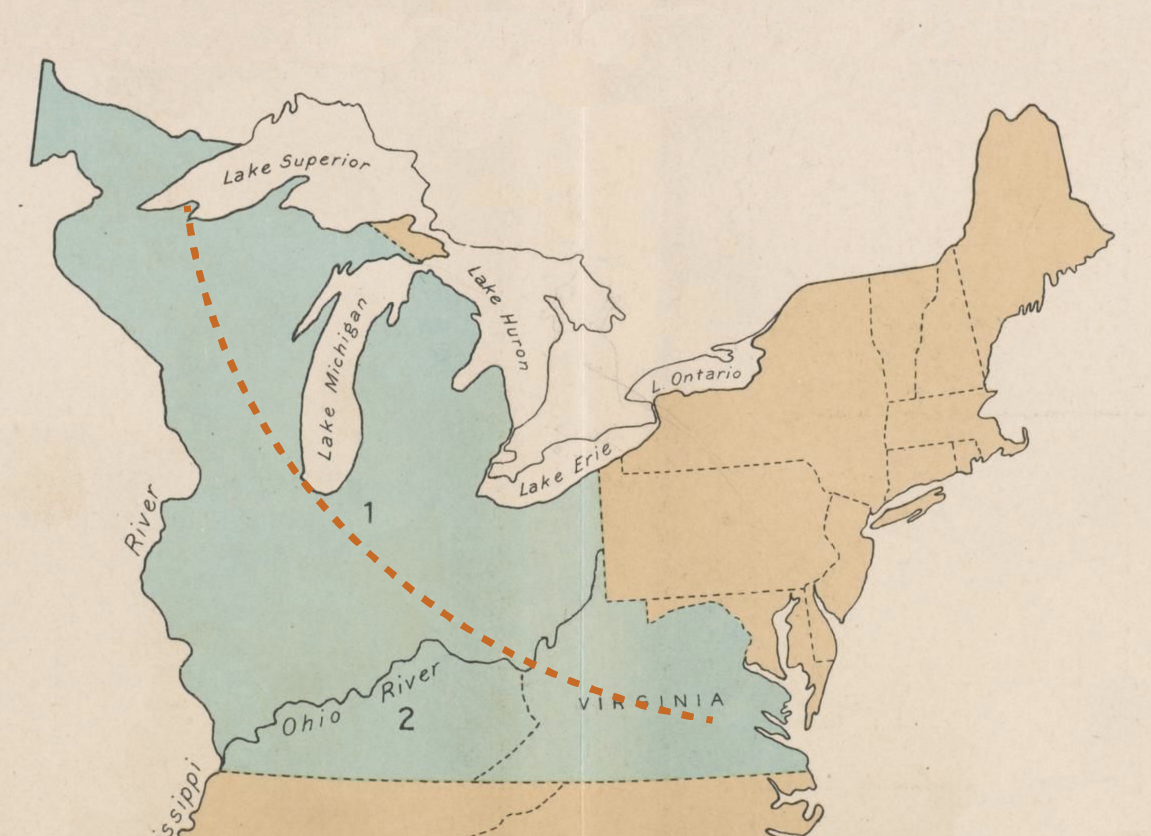 Lake Superior
Lake Michigan
Lake Huron
L. Ontario
Lake Erie
1
River
VIRGINIA
Ohio River
2
ssippi